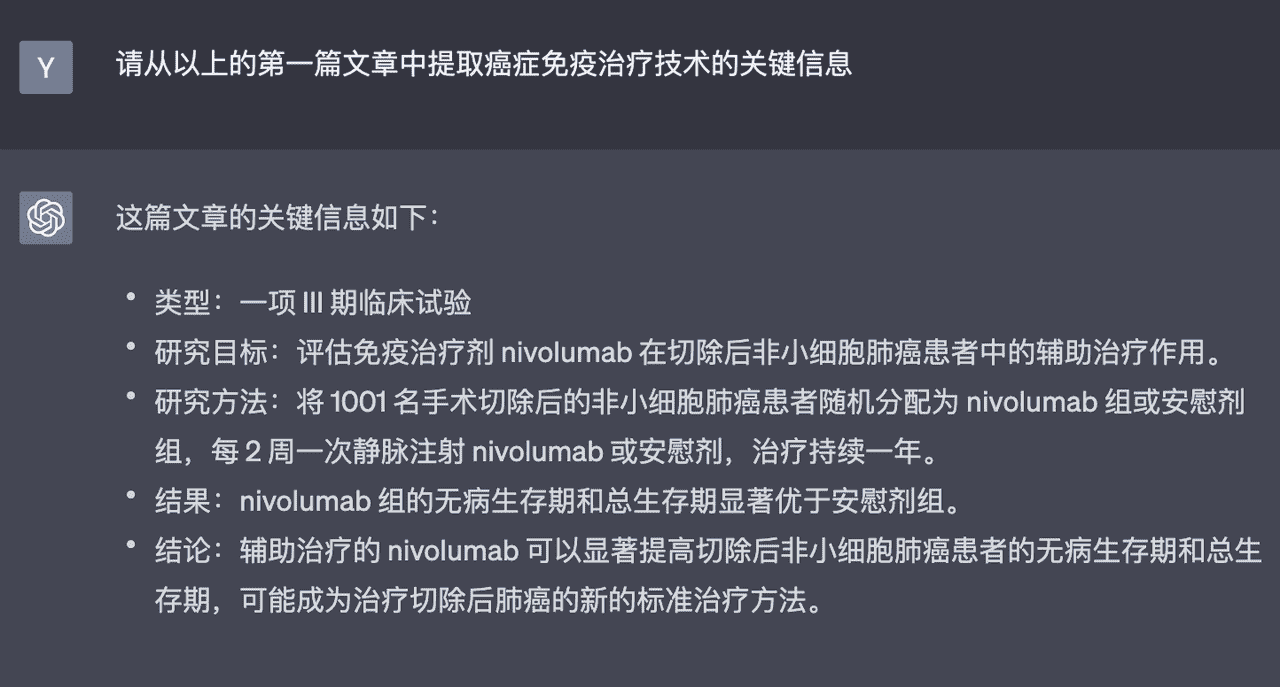 Y
请从以上的第一篇文章中提取癌症免疫治疗技术的关键信息
这篇文章的关键信息如下：
• 类型：一项 III 期临床试验
• 研究目标：评估免疫治疗剂 nivolumab 在切除后非小细胞肺癌患者中的辅助治疗作用。
• 研究方法：将 1001 名手术切除后的非小细胞肺癌患者随机分配为 nivolumab 组或安慰剂
组，每 2 周一次静脉注射 nivolumab 或安慰剂，治疗持续一年。
• 结果：nivolumab 组的无病生存期和总生存期显著优于安慰剂组。
• 结论：辅助治疗的 nivolumab 可以显著提高切除后非小细胞肺癌患者的无病生存期和总生
存期，可能成为治疗切除后肺癌的新的标准治疗方法。